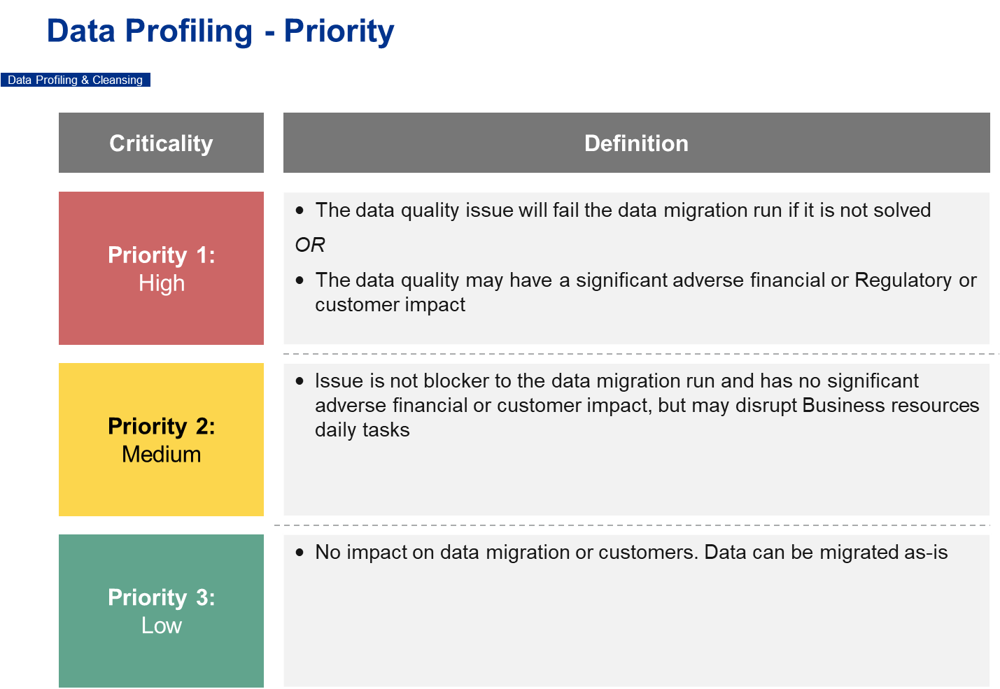 Data Profiling - Priority
Data Profiling & Cleansing
Criticality
Definition
Priority 1:
High
• The data quality issue will fail the data migration run if it is not solved
OR
• The data quality may have a significant adverse financial or Regulatory or
customer impact
Priority 2:
Medium
• Issue is not blocker to the data migration run and has no significant
adverse financial or customer impact, but may disrupt Business resources
daily tasks
Priority 3:
Low
• No impact on data migration or customers. Data can be migrated as-is